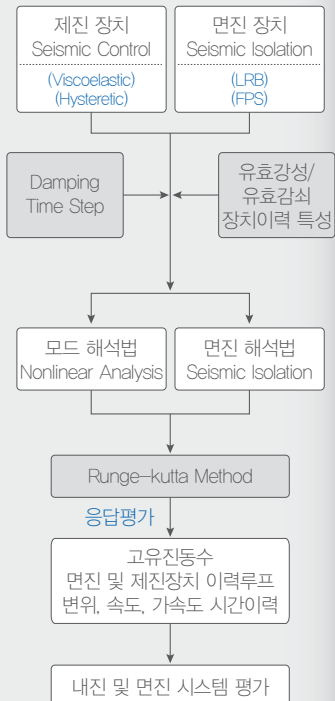 제진 장치
Seismic Control
(Viscoelastic)
(Hysteretic)
면진 장치
Seismic Isolation
(LRB)
(FPS)
Damping
Time Step
유효강성/
유효감쇠
장치이력 특성
모드 해석법
Nonlinear Analysis
면진 해석법
Seismic Isolation
Runge-kutta Method
응답평가
고유진동수
면진 및 제진장치 이력루프
변위, 속도, 가속도 시간이력
내진 및 면진 시스템 평가